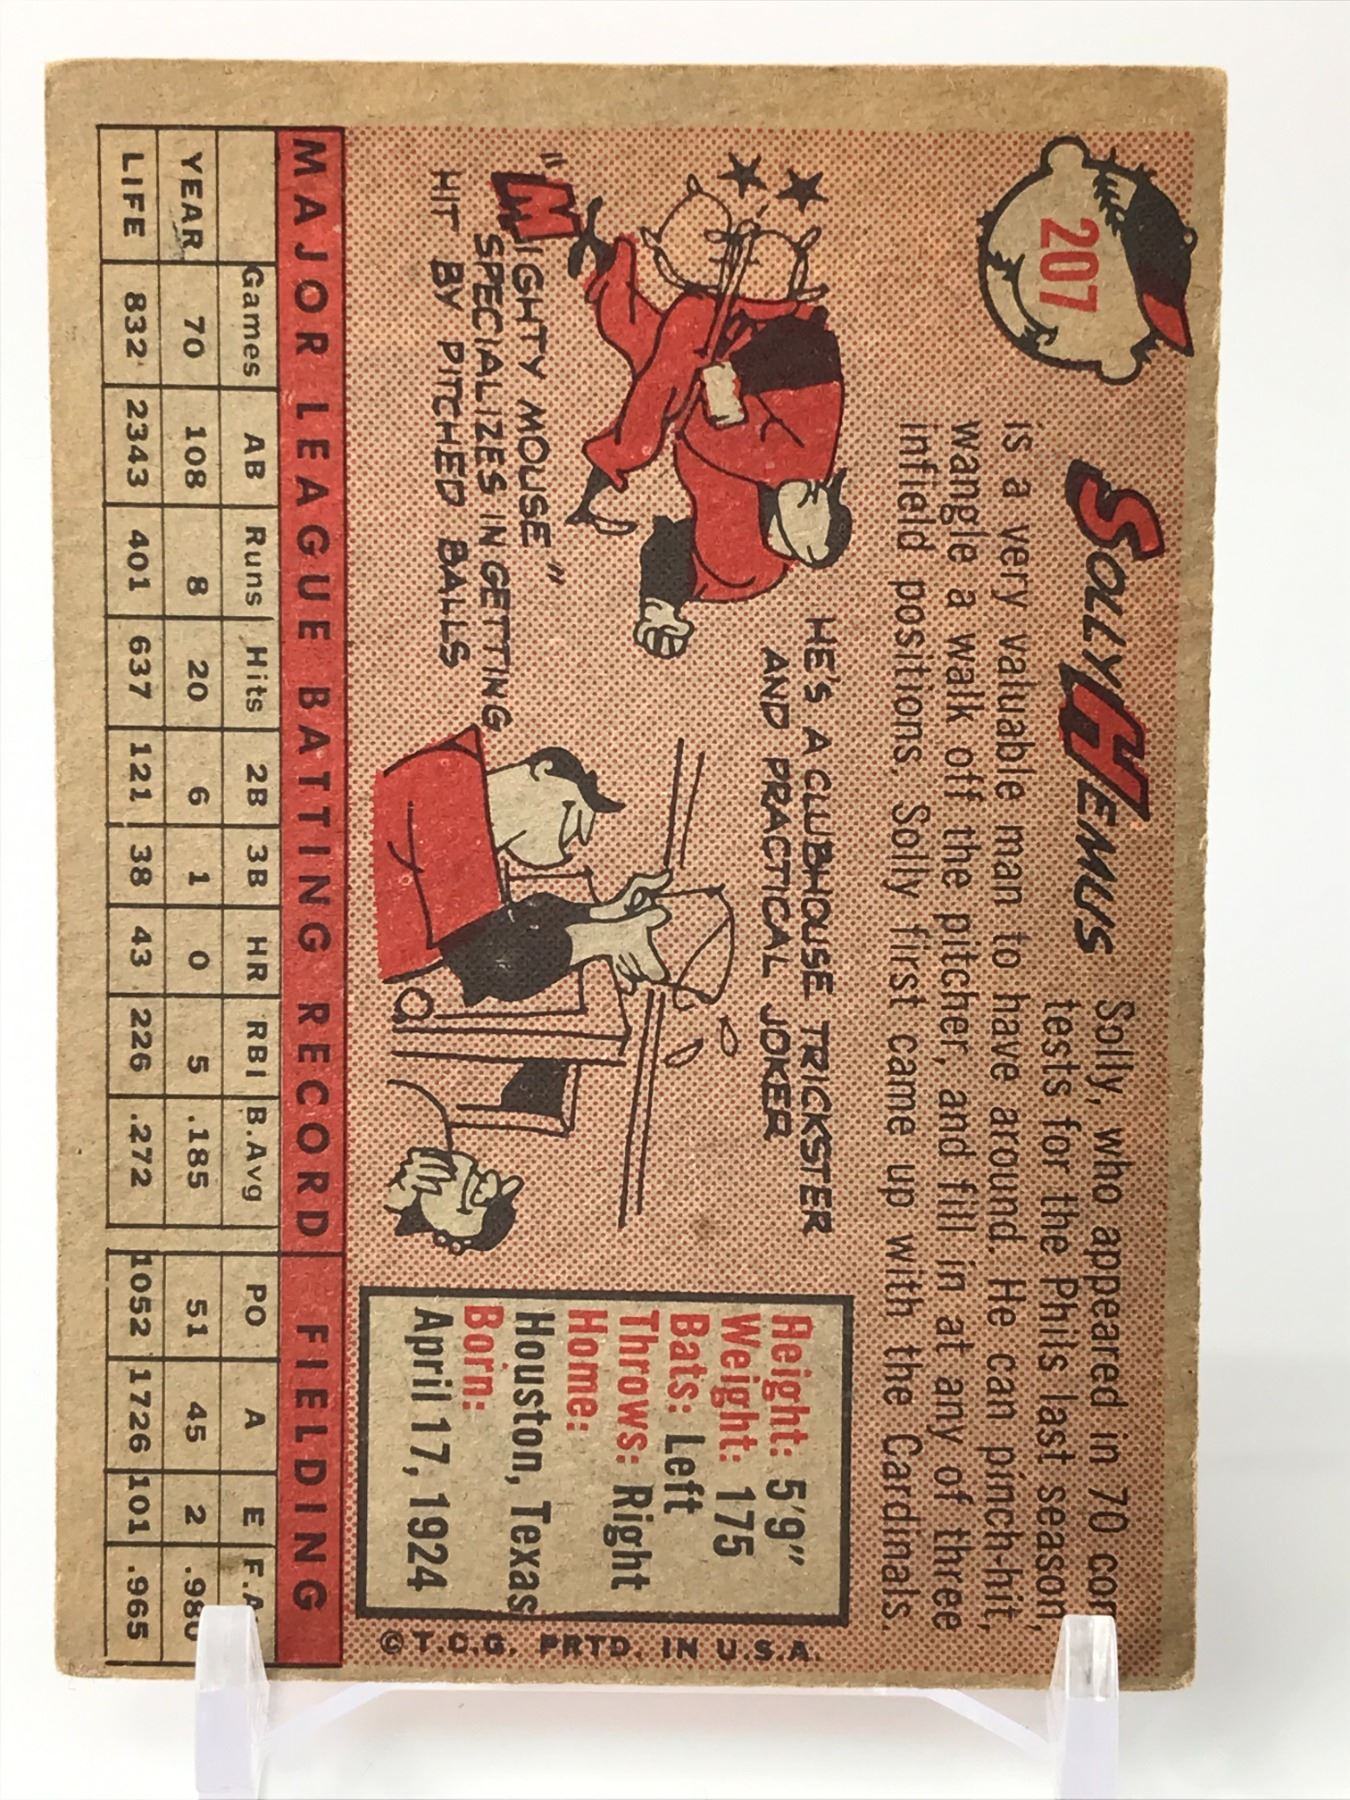 207
SOLLY HEMUS
Solly, who appeared in 70 con
tests for the Phils last season,
is a very valuable man to have around. He can pinch-hit,
wangle a walk off the pitcher, and fill in at any of three
infield positions. Solly first came up with the Cardinals.
"MIGHTY MOUSE"
SPECIALIZES IN GETTING
HIT BY PITCHED BALLS
HE'S A CLUBHOUSE TRICKSTER
AND PRACTICAL JOKER
Height: 5'9"
Weight: 175
Bats: Left
Throws: Right
Home:
Houston, Texas
Born:
April 17, 1924
©T.C.G. PRTD. IN U.S.A.
MAJOR LEAGUE BATTING RECORD FIELDING
Games AB Runs Hits 2B 3B HR RBI B.Avg PO A E
YEAR 70 108 8 20 6 1 0 5 .185 51 45 2
LIFE 832 2343 401 637 121 38 43 226 .272 1052 1726 101 .965